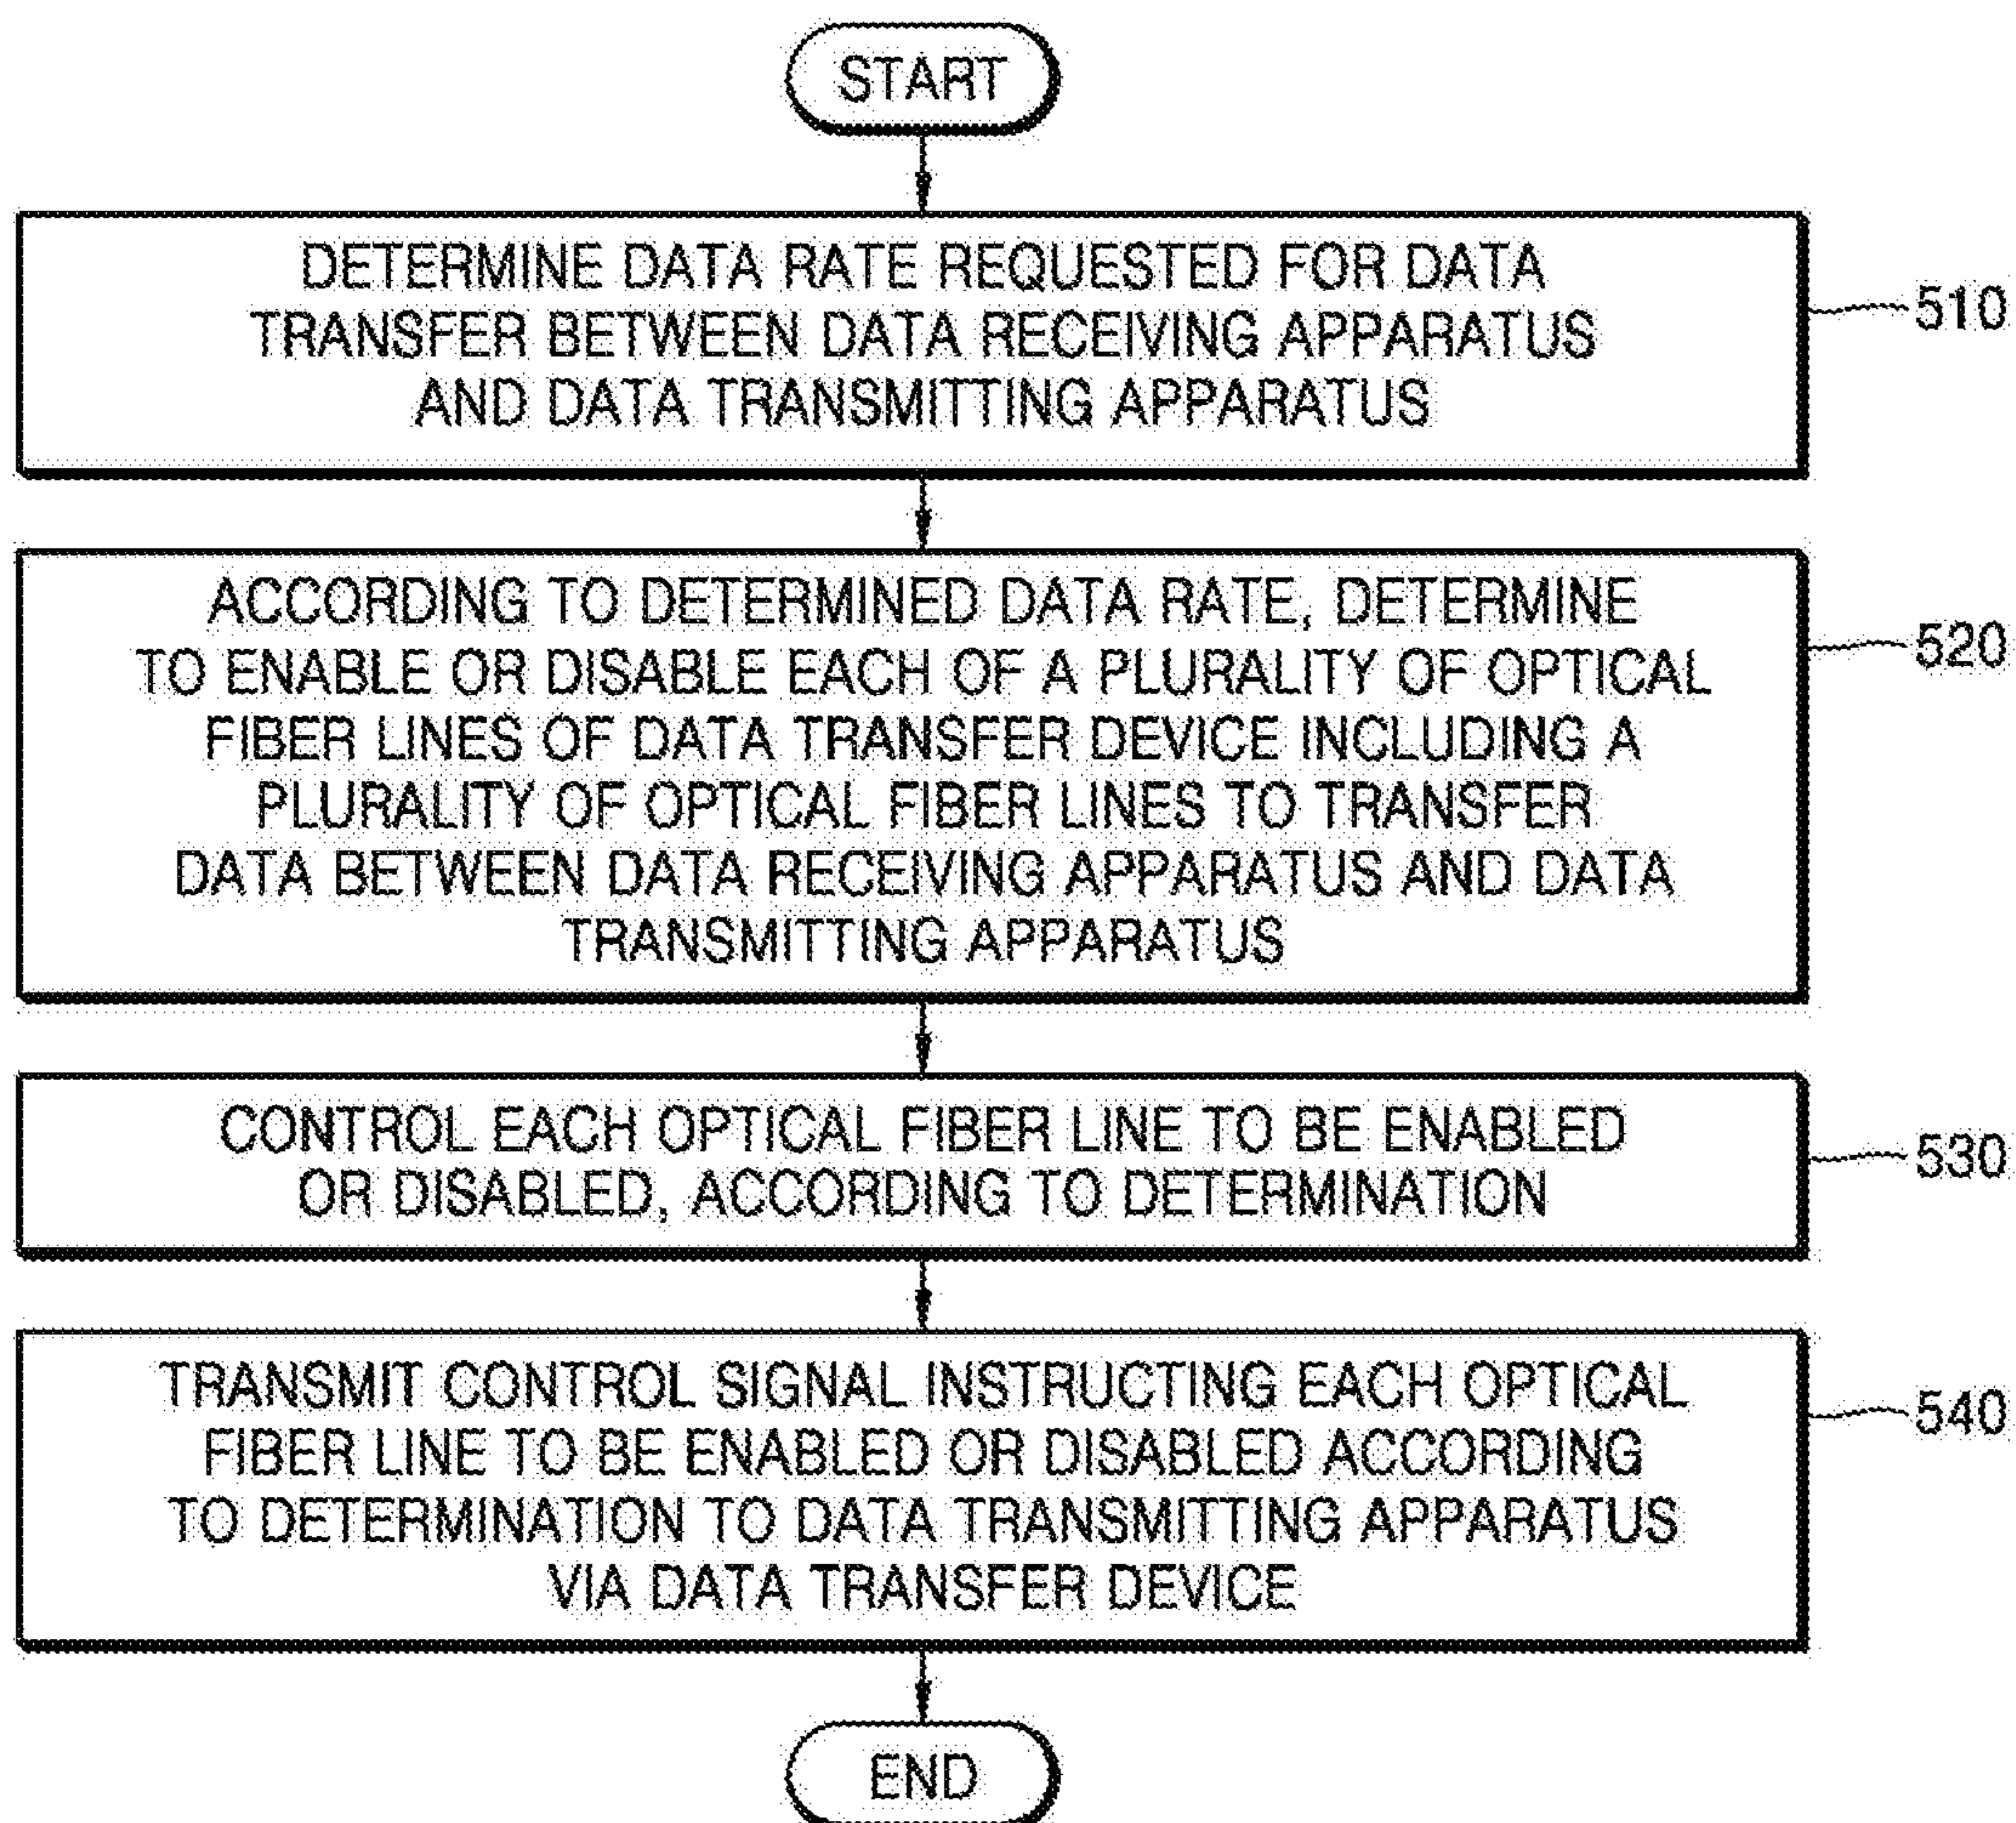 START
DETERMINE DATA RATE REQUESTED FOR DATA
TRANSFER BETWEEN DATA RECEIVING APPARATUS
AND DATA TRANSMITTING APPARATUS
510
ACCORDING TO DETERMINED DATA RATE, DETERMINE
TO ENABLE OR DISABLE EACH OF A PLURALITY OF OPTICAL
FIBER LINES OF DATA TRANSFER DEVICE INCLUDING A
PLURALITY OF OPTICAL FIBER LINES TO TRANSFER
DATA BETWEEN DATA RECEIVING APPARATUS AND DATA
TRANSMITTING APPARATUS
520
CONTROL EACH OPTICAL FIBER LINE TO BE ENABLED
OR DISABLED, ACCORDING TO DETERMINATION
530
TRANSMIT CONTROL SIGNAL INSTRUCTING EACH OPTICAL
FIBER LINE TO BE ENABLED OR DISABLED ACCORDING
TO DETERMINATION TO DATA TRANSMITTING APPARATUS
VIA DATA TRANSFER DEVICE
540
END